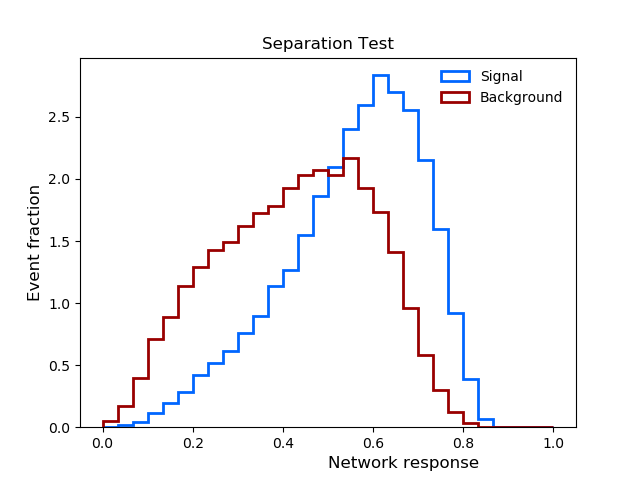 Separation Test
Signal
Background
Event fraction
2.5
2.0
1.5
1.0
0.5
0.0
0.0 0.2 0.4 0.6 0.8 1.0
Network response